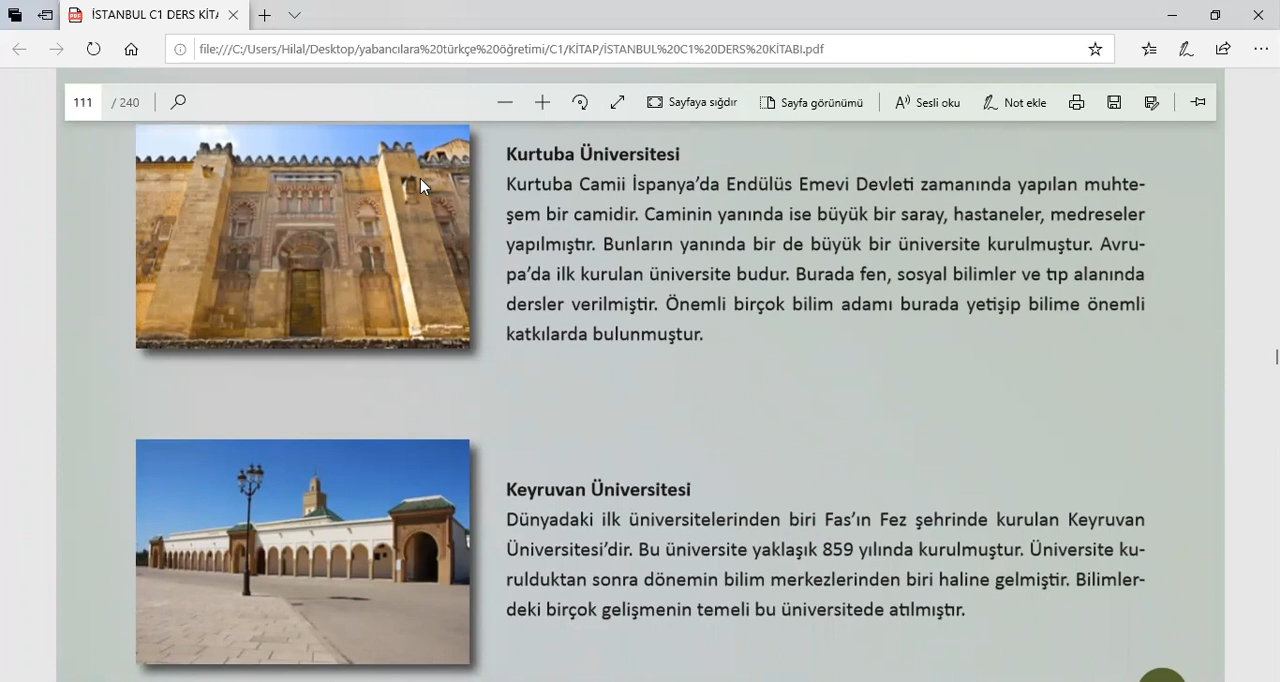 İSTANBUL C1 DERS KİTA
file:///C:/Users/Hilal/Desktop/yabancılara%20türkçe%20öğretimi/C1/KİTAP/İSTANBUL%20C1%20DERS%20KİTABI.pdf
111 / 240 Sayfaya sığdır Sayfa görünümü Sesli oku Not ekle
Kurtuba Üniversitesi
Kurtuba Camii İspanya'da Endülüs Emevi Devleti zamanında yapılan muhte-
şem bir camidir. Caminin yanında ise büyük bir saray, hastaneler, medreseler
yapılmıştır. Bunların yanında bir de büyük bir üniversite kurulmuştur. Avru-
pa'da ilk kurulan üniversite budur. Burada fen, sosyal bilimler ve tıp alanında
dersler verilmiştir. Önemli birçok bilim adamı burada yetişip bilime önemli
katkılarda bulunmuştur.
Keyruvan Üniversitesi
Dünyadaki ilk üniversitelerinden biri Fas'ın Fez şehrinde kurulan Keyruvan
Üniversitesi'dir. Bu üniversite yaklaşık 859 yılında kurulmuştur. Üniversite ku-
rulduktan sonra dönemin bilim merkezlerinden biri haline gelmiştir. Bilimler-
deki birçok gelişmenin temeli bu üniversitede atılmıştır.